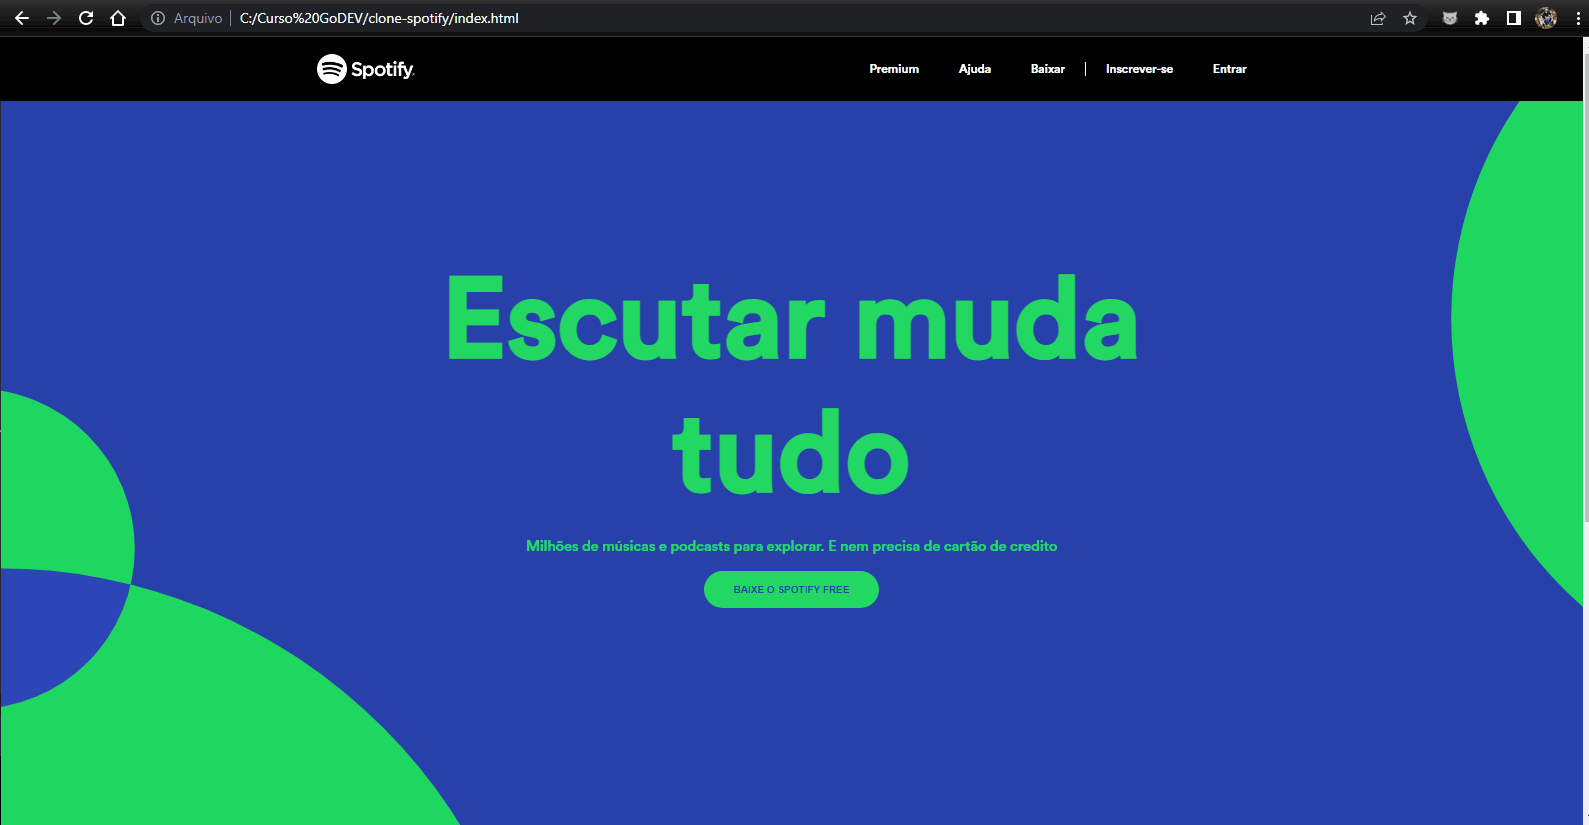 Arquivo C:/Curso%20GoDEV/clone-spotify/index.html
Spotify Premium Ajuda Baixar Inscrever-se Entrar
Escutar muda
tudo
Milhões de músicas e podcasts para explorar. E nem precisa de cartão de credito
BAIXE O SPOTIFY FREE